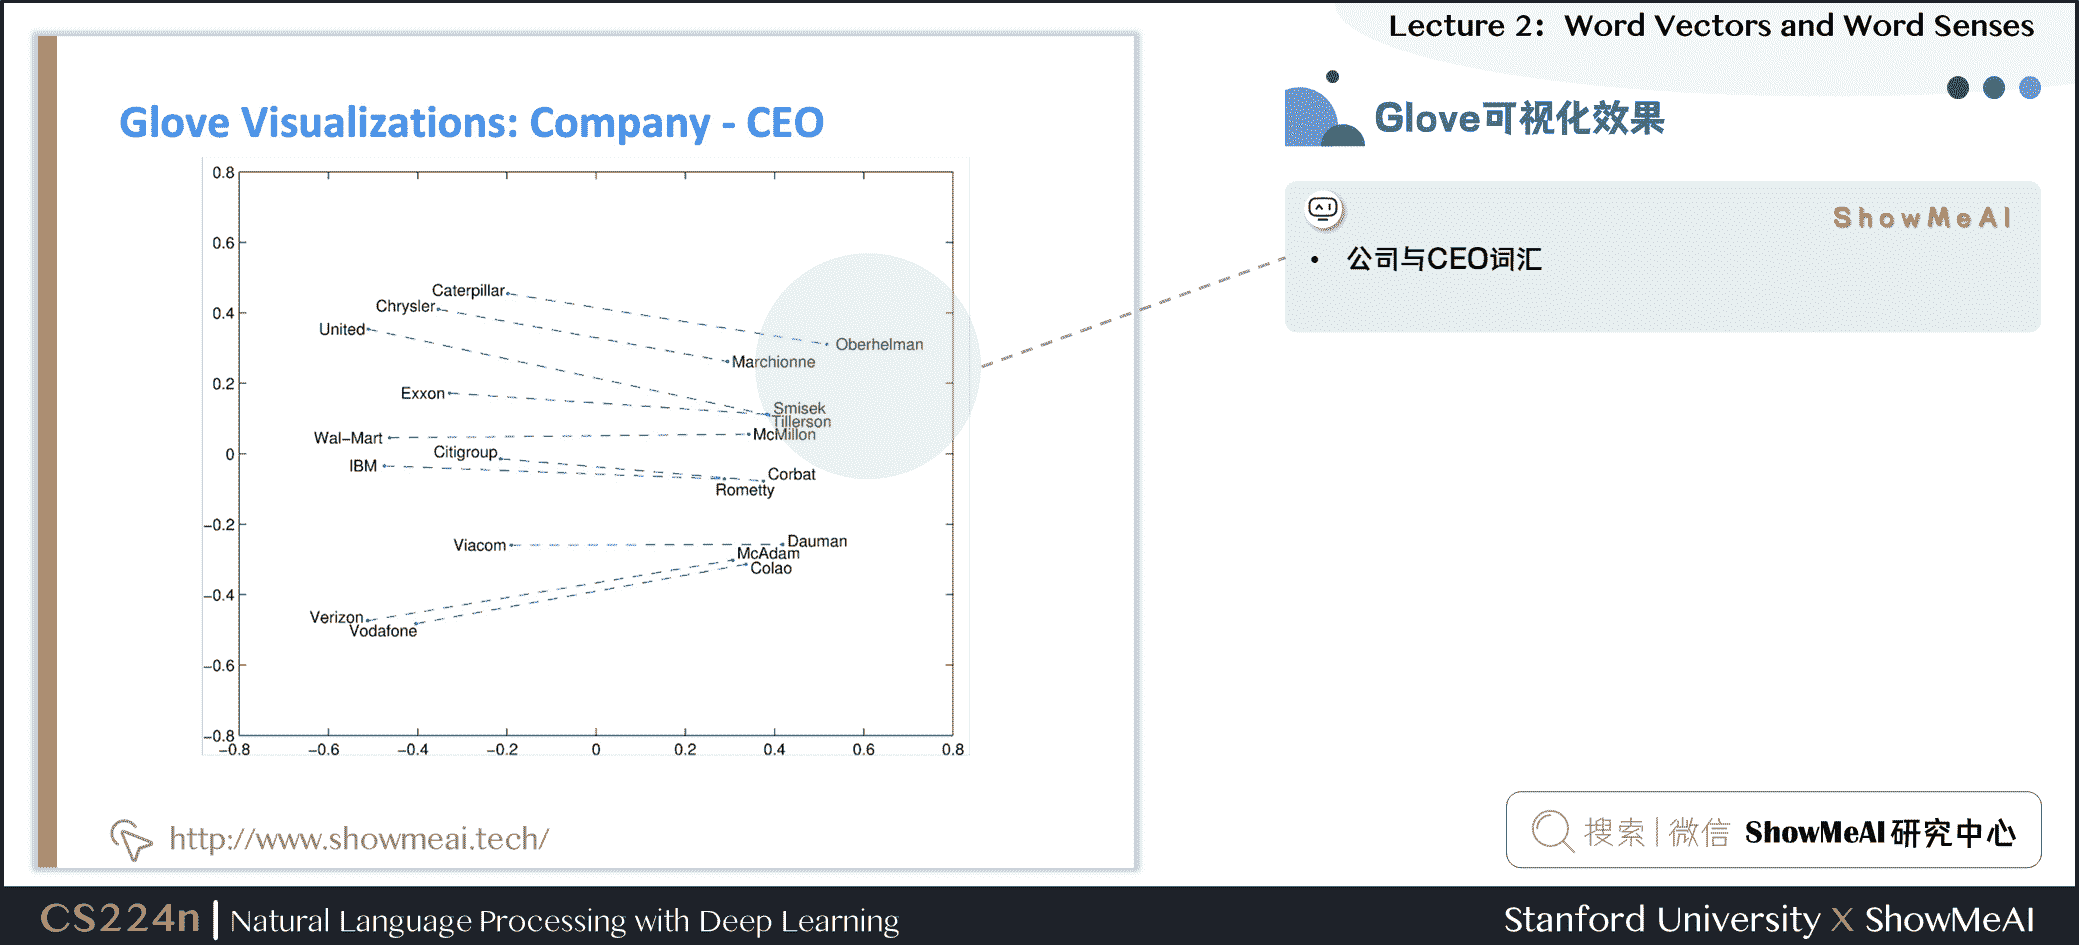 Lecture 2: Word Vectors and Word Senses
Glove Visualizations: Company - CEO
0.8
0.6
0.4
0.2
0
−0.2
−0.4
−0.6
−0.8
−0.8 −0.6 −0.4 −0.2 0 0.2 0.4 0.6 0.8
Caterpillar
Chrysler
United
Oberhelman
Marchionne
Exxon
Smisek
Tillerson
McMillon
Wal−Mart
Citigroup
IBM
Corbat
Rometty
Viacom
Dauman
McAdam
Colao
Verizon
Vodafone
http://www.showmeai.tech/
Glove可视化效果
ShowMeAI
• 公司与CEO词汇
搜索 | 微信 ShowMeAI 研究中心
CS224n | Natural Language Processing with Deep Learning
Stanford University X ShowMeAI